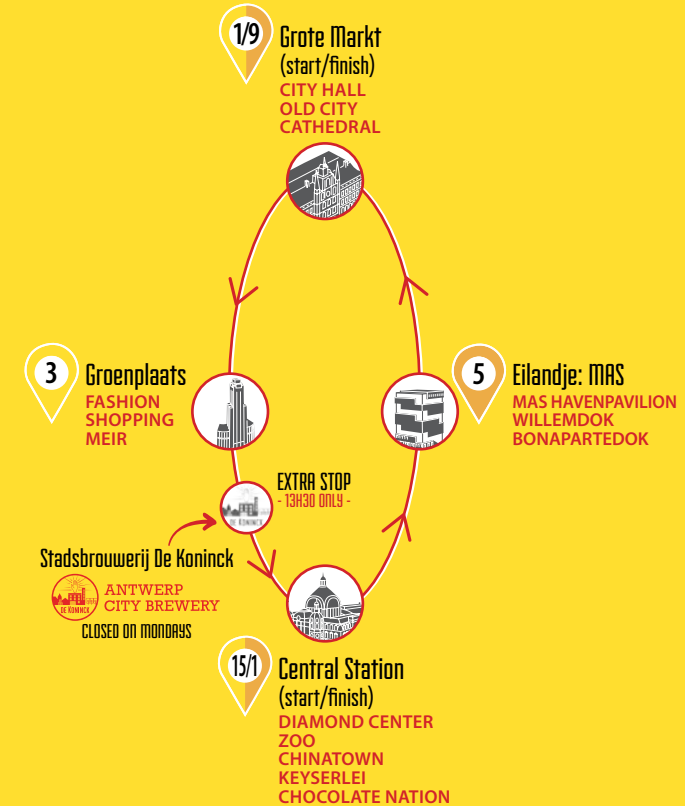 1/9
Grote Markt
(start/finish)
CITY HALL
OLD CITY
CATHEDRAL
3
Groenplaats
FASHION
SHOPPING
MEIR
5
Eilandje: MAS
MAS HAVENPAVILION
WILLEMDOK
BONAPARTEDOK
EXTRA STOP
- 13H30 ONLY -
DE KONINCK
Stadsbrouwerij De Koninck
DE KONINCK
ANTWERP
CITY BREWERY
CLOSED ON MONDAYS
15/1
Central Station
(start/finish)
DIAMOND CENTER
ZOO
CHINATOWN
KEYSERLEI
CHOCOLATE NATION